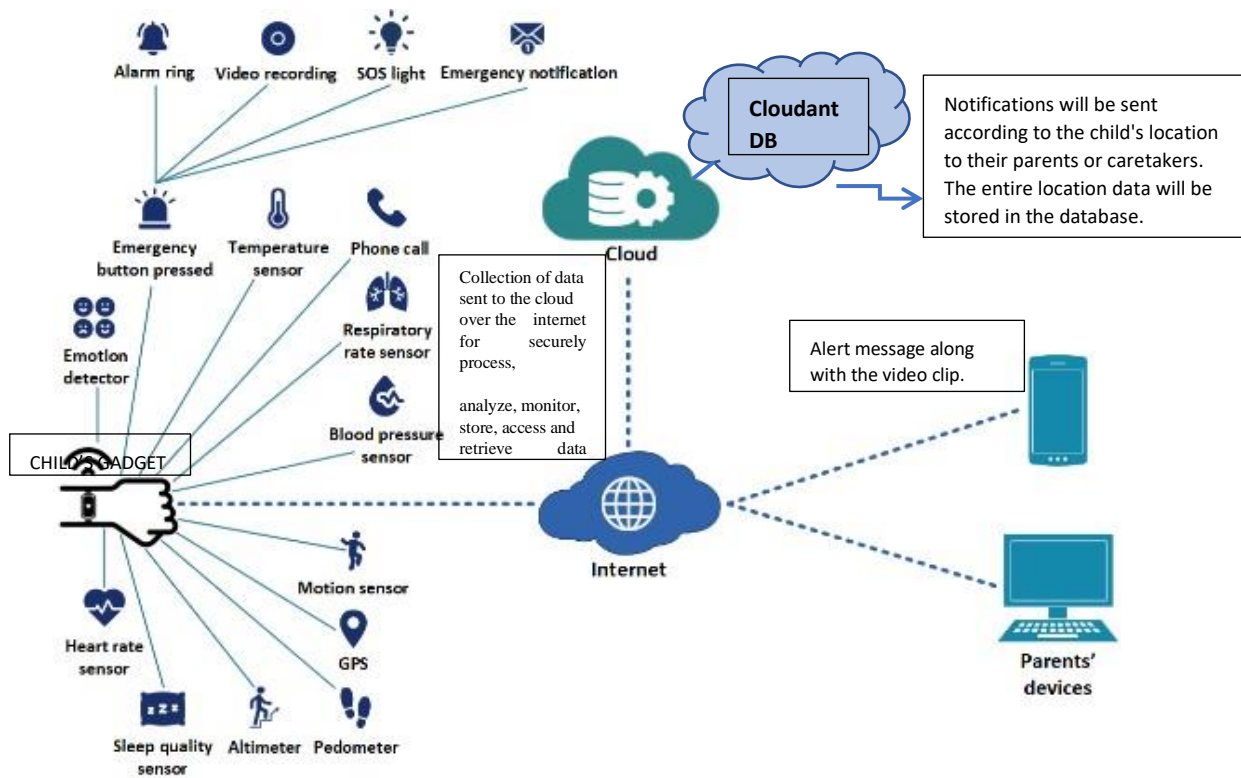 Alarm ring
Video recording
SOS light
Emergency notification
Cloudant
DB
Notifications will be sent
according to the child's location
to their parents or caretakers.
The entire location data will be
stored in the database.
Emergency
button pressed
Temperature
sensor
Phone call
Cloud
Collection of data
sent to the cloud
over the internet
for securely
process,
analyze, monitor,
store, access and
retrieve data
Respiratory
rate sensor
Emotion
detector
Alert message along
with the video clip.
Blood pressure
sensor
CHILD'S GADGET
Internet
Motion sensor
Heart rate
sensor
GPS
Parents'
devices
zzz
Sleep quality
sensor
Altimeter
Pedometer
1